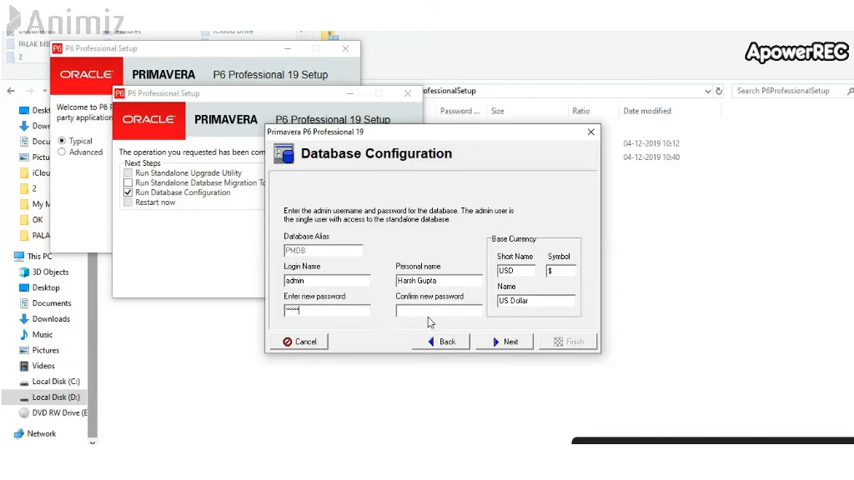 Animiz
ApowerREC
iCloud Drive
PALAK ME
2
P6 Professional Setup
ORACLE PRIMAVERA P6 Professional 19 Setup
P6 Professional Setup
ORACLE PRIMAVERA P6 Professional 19 Setup
Welcome to P6 P
party application
Typical
Advanced
The operation you requested has been com
Next Steps
Run Standalone Upgrade Utility
Run Standalone Database Migration To
Run Database Configuration
Restart now
ofessionalSetup
Search P6ProfessionalSetup
Password ...
Size
Ratio
Date modified
04-12-2019 10:12
04-12-2019 10:40
Primavera P6 Professional 19
Database Configuration
Enter the admin username and password for the database. The admin user is
the single user with access to the standalone database.
Database Alias
PMDB
Login Name
admin
Personal name
Harsh Gupta
Enter new password
*****
Confirm new password
Base Currency
Short Name
Symbol
USD
$
Name
US Dollar
Cancel
Back
Next
Finish
Deskt
Down
Docu
Pictu
iClou
2
My M
OK
PALA
This PC
3D Objects
Desktop
Documents
Downloads
Music
Pictures
Videos
Local Disk (C:)
Local Disk (D:)
DVD RW Drive (E
Network